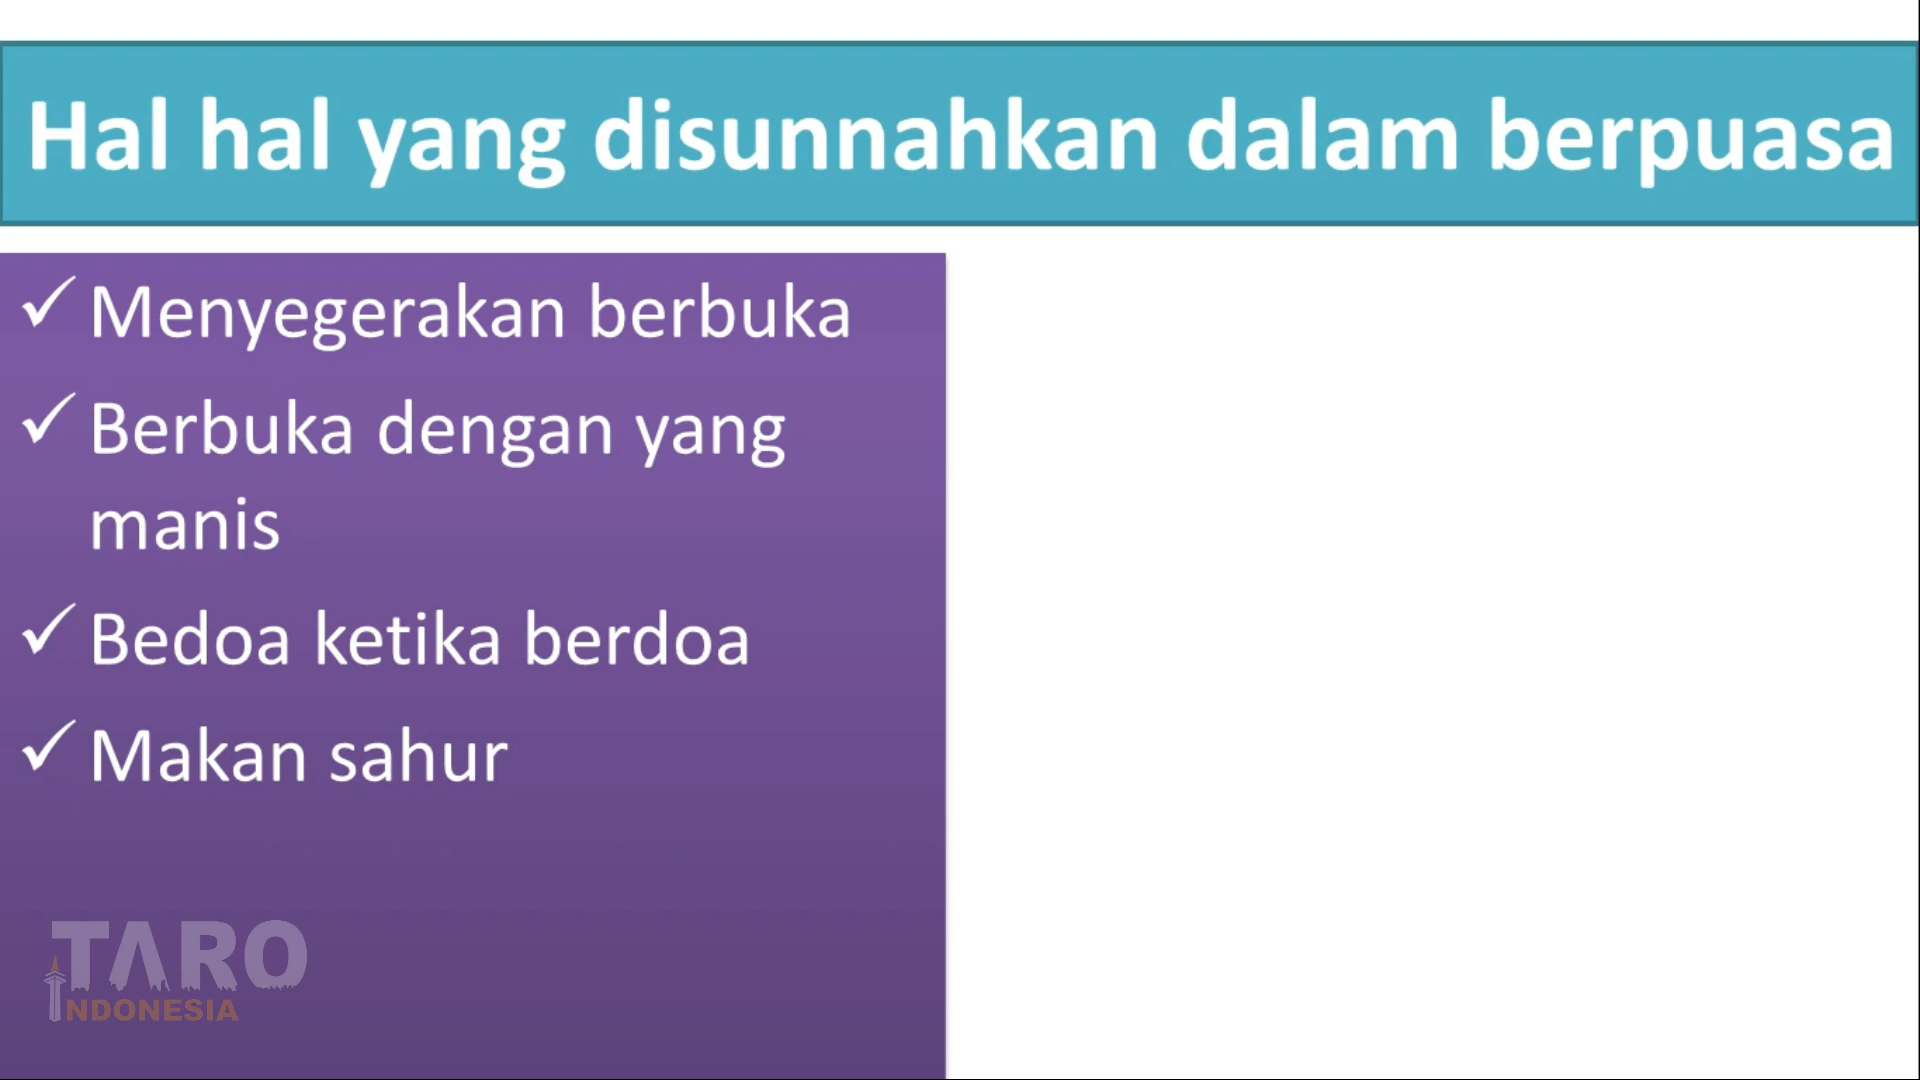 Hal hal yang disunnahkan dalam berpuasa
✓ Menyegerakan berbuka
✓ Berbuka dengan yang
manis
✓ Bedoa ketika berdoa
✓ Makan sahur
TARO
INDONESIA